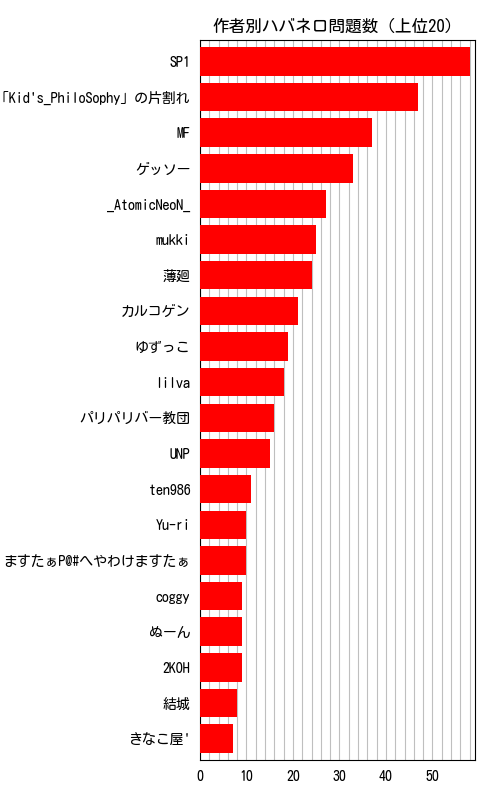 作者別ハバネロ問題数（上位20）
SP1
「Kid's_PhiloSophy」の片割れ
MF
ゲッソー
_AtomicNeoN_
mukki
薄廻
カルコゲン
ゆずっこ
lilva
バリバリバー教団
UNP
ten986
Yu-ri
ますたぁP@#へやわけますたぁ
coggy
ぬーん
2KOH
結城
きなこ屋'
0 10 20 30 40 50